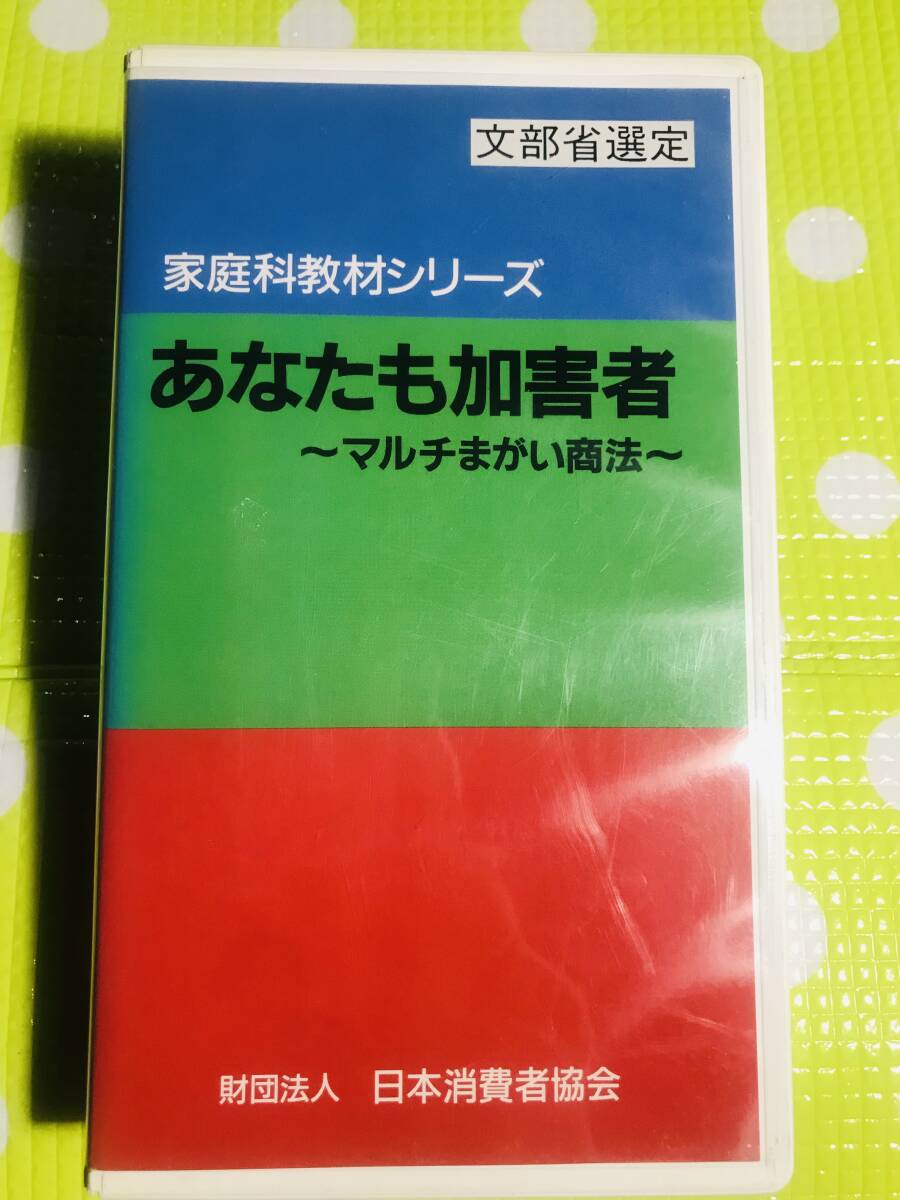 文部省選定
家庭科教材シリーズ
あなたも加害者
～マルチまがい商法～
財団法人　日本消費者協会